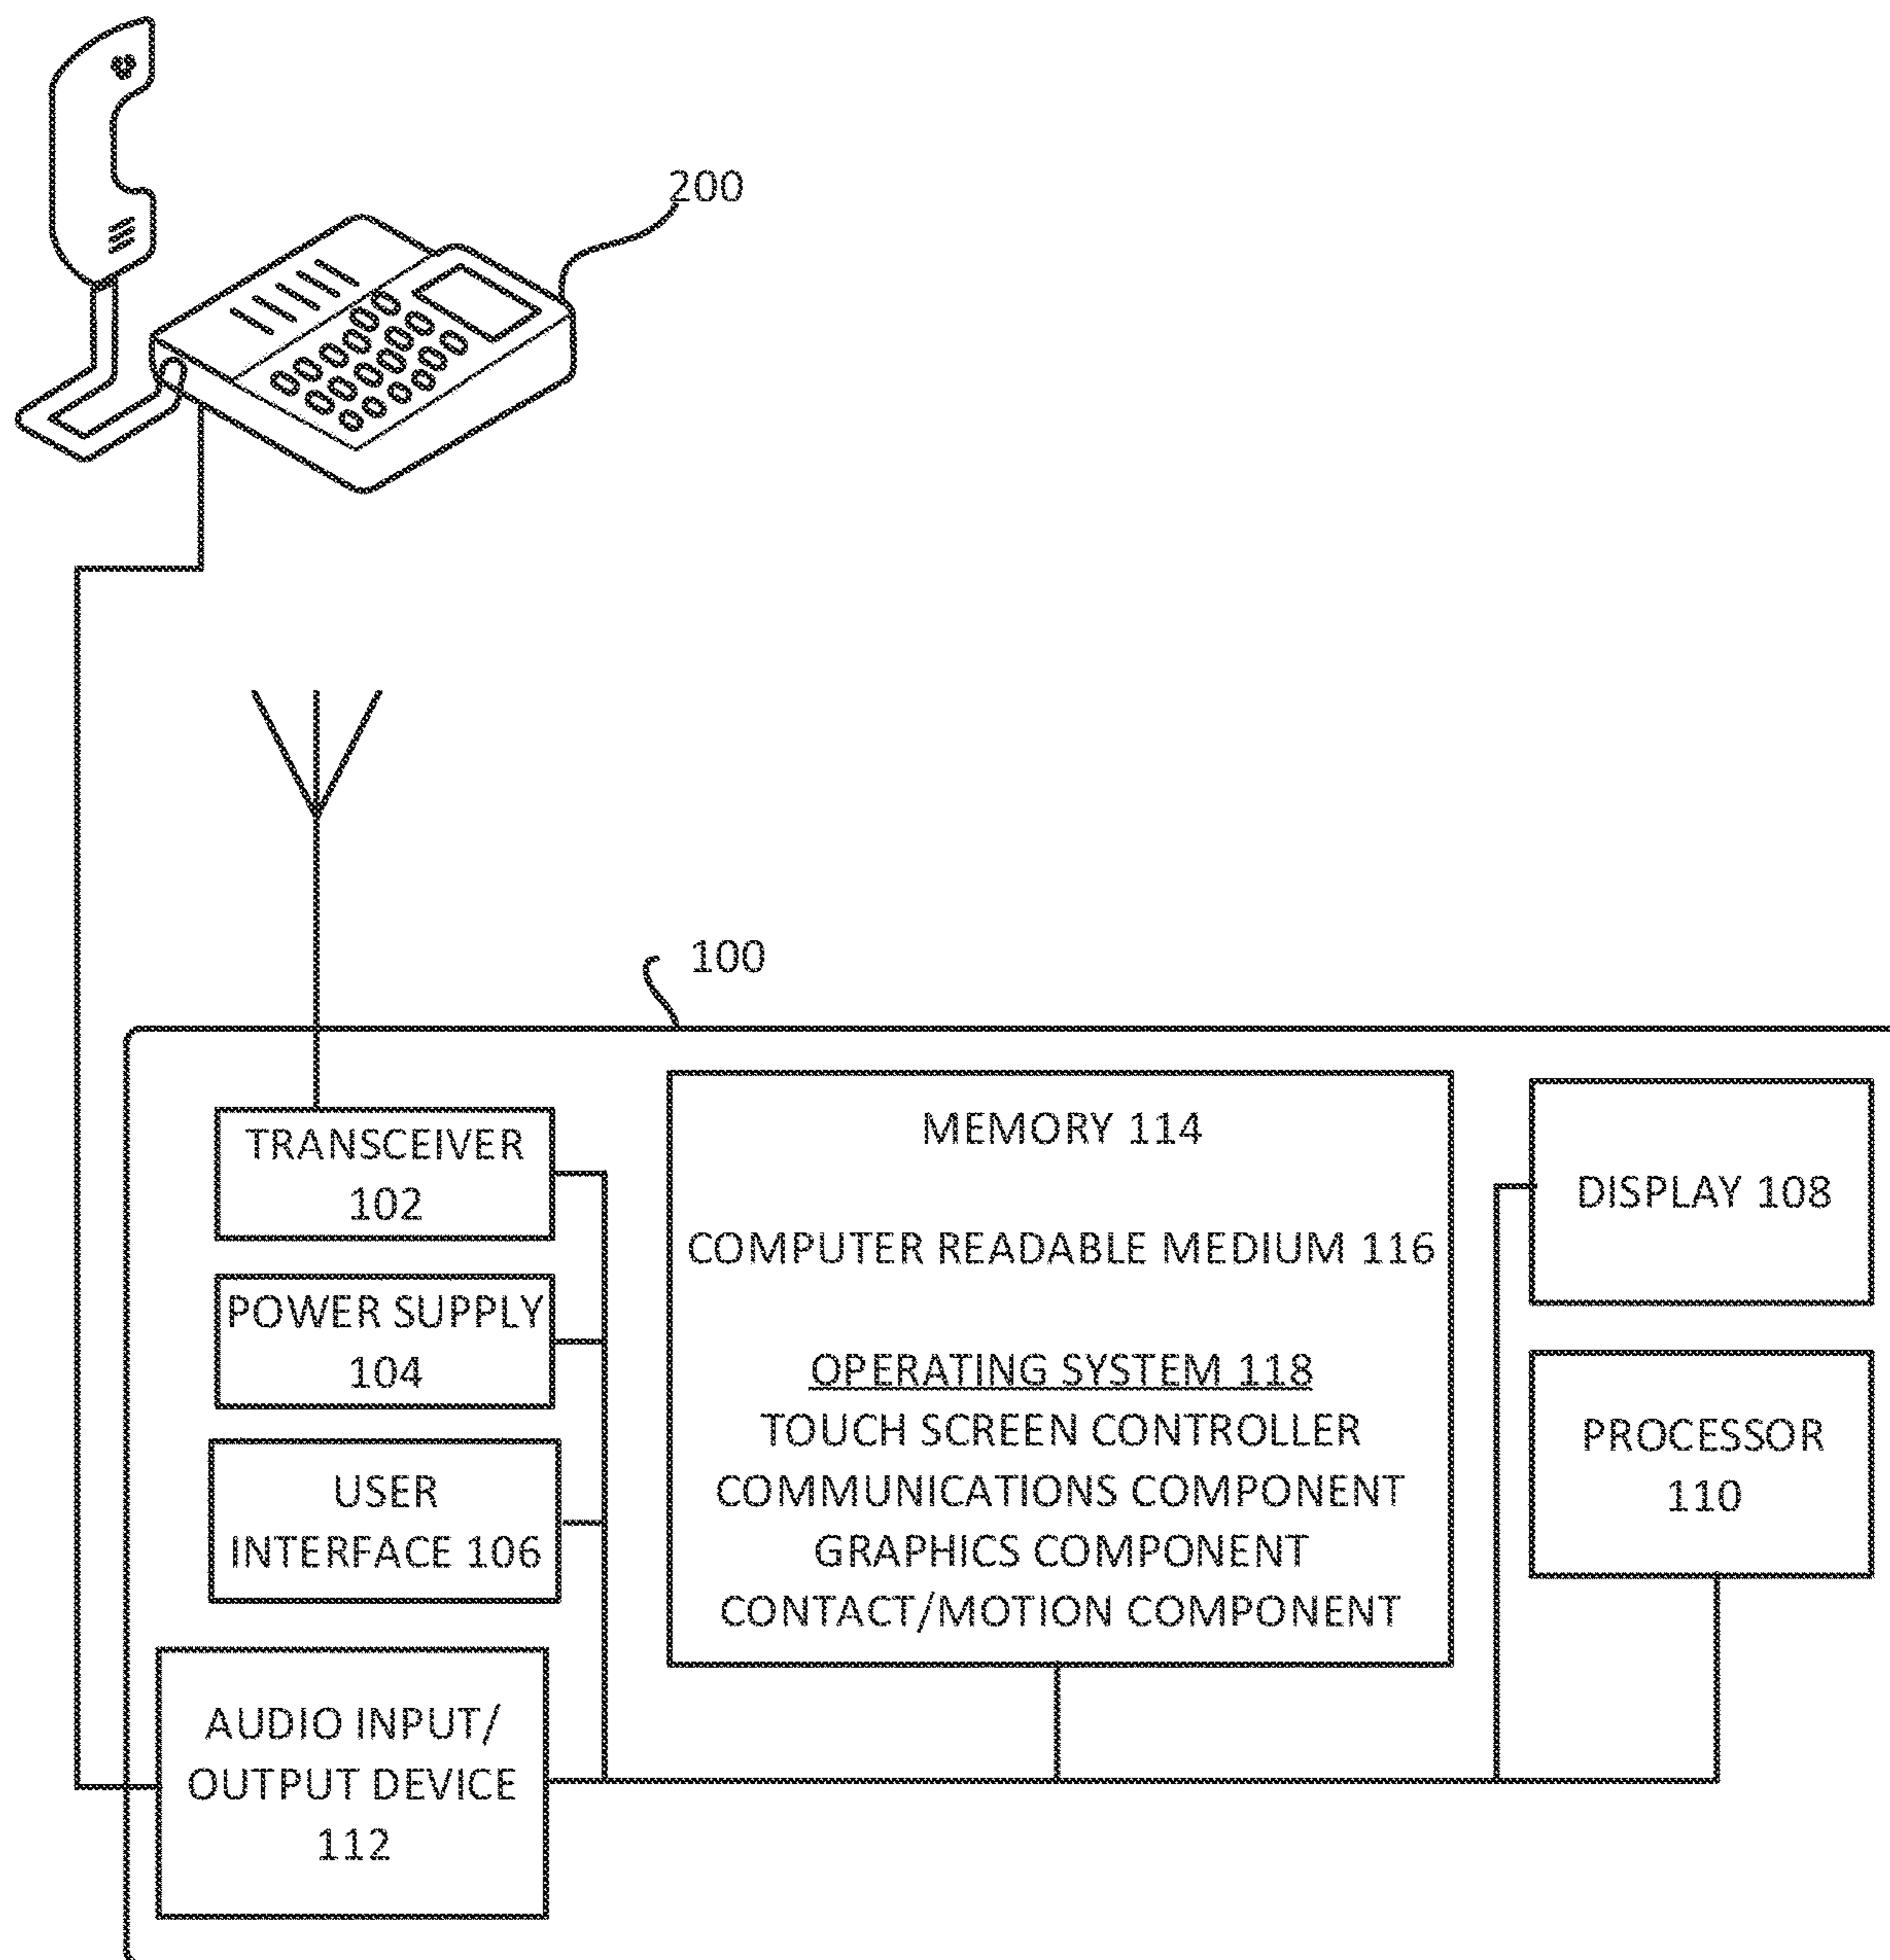 200
100
TRANSCEIVER
102
POWER SUPPLY
104
USER
INTERFACE 106
AUDIO INPUT/
OUTPUT DEVICE
112
MEMORY 114
COMPUTER READABLE MEDIUM 116
OPERATING SYSTEM 118
TOUCH SCREEN CONTROLLER
COMMUNICATIONS COMPONENT
GRAPHICS COMPONENT
CONTACT/MOTION COMPONENT
DISPLAY 108
PROCESSOR
110